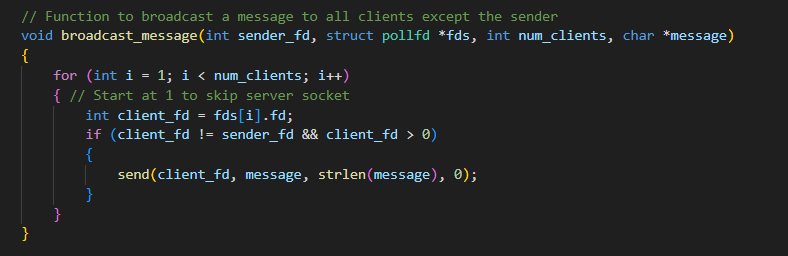 // Function to broadcast a message to all clients except the sender
void broadcast_message(int sender_fd, struct pollfd *fds, int num_clients, char *message)
{
    for (int i = 1; i < num_clients; i++)
    { // Start at 1 to skip server socket
        int client_fd = fds[i].fd;
        if (client_fd != sender_fd && client_fd > 0)
        {
            send(client_fd, message, strlen(message), 0);
        }
    }
}